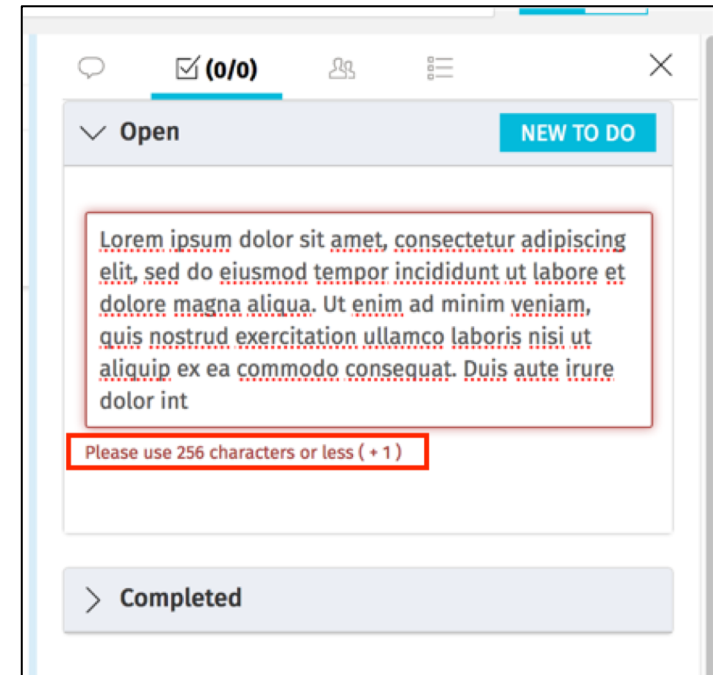 (0/0)
Open
NEW TO DO
Lorem ipsum dolor sit amet, consectetur adipiscing
elit, sed do eiusmod tempor incididunt ut labore et
dolore magna aliqua. Ut enim ad minim veniam,
quis nostrud exercitation ullamco laboris nisi ut
aliquip ex ea commodo consequat. Duis aute irure
dolor int
Please use 256 characters or less ( + 1 )
Completed